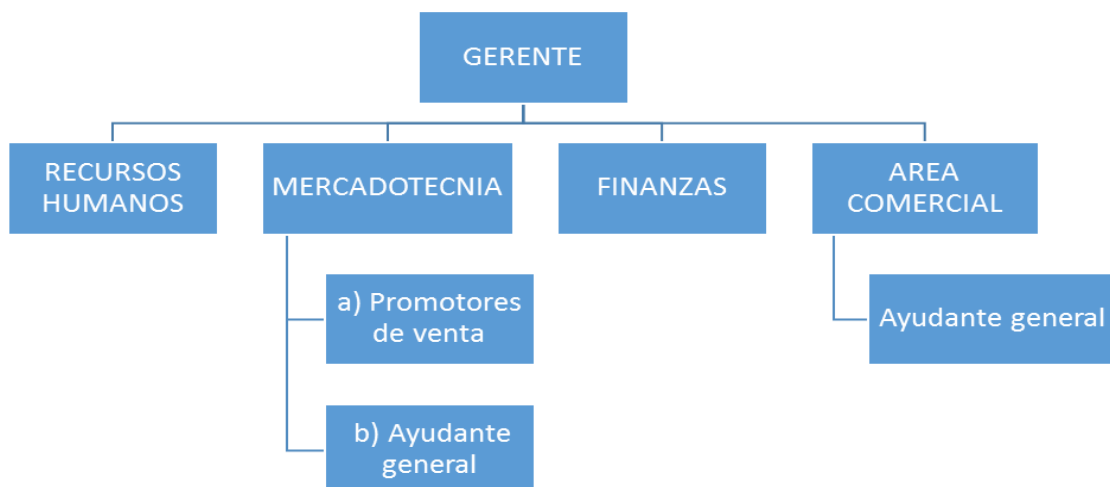 GERENTE
RECURSOS
HUMANOS
MERCADOTECNIA
FINANZAS
AREA
COMERCIAL
a) Promotores
de venta
b) Ayudante
general
Ayudante general